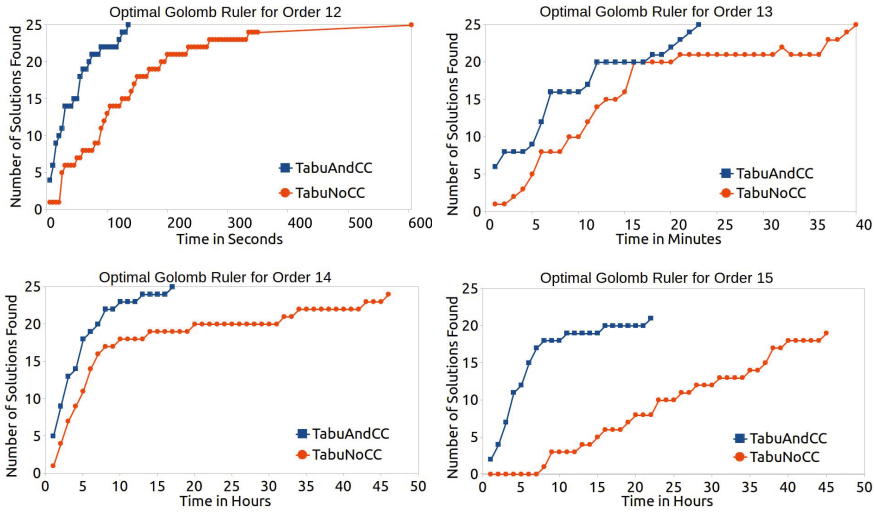 Optimal Golomb Ruler for Order 12
Number of Solutions Found
25
20
15
10
5
0
TabuAndCC
TabuNoCC
0 100 200 300 400 500 600
Time in Seconds
Optimal Golomb Ruler for Order 13
Number of Solutions Found
25
20
15
10
5
0
TabuAndCC
TabuNoCC
0 5 10 15 20 25 30 35 40
Time in Minutes
Optimal Golomb Ruler for Order 14
Number of Solutions Found
25
20
15
10
5
0
TabuAndCC
TabuNoCC
0 5 10 15 20 25 30 35 40 45 50
Time in Hours
Optimal Golomb Ruler for Order 15
Number of Solutions Found
25
20
15
10
5
0
TabuAndCC
TabuNoCC
0 5 10 15 20 25 30 35 40 45 50
Time in Hours